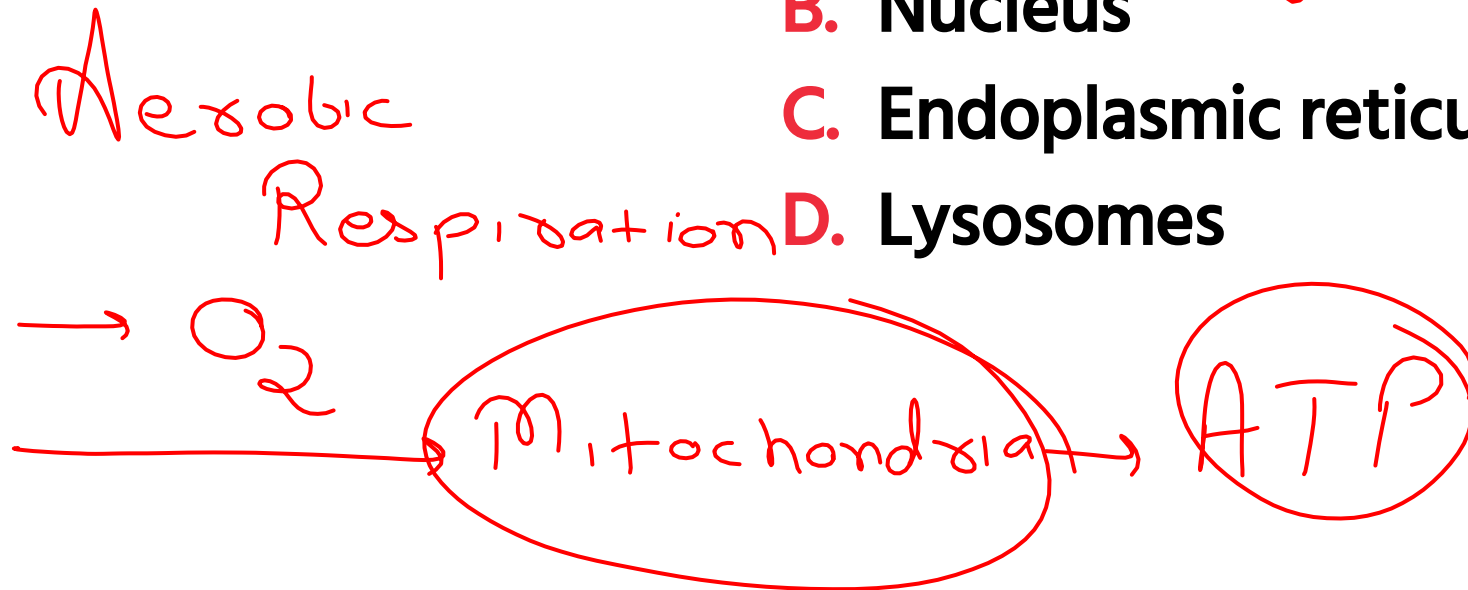 B. Nucleus
Aerobic
C. Endoplasmic reticu
Respiration
D. Lysosomes
→ O2
→ Mitochondria → ATP